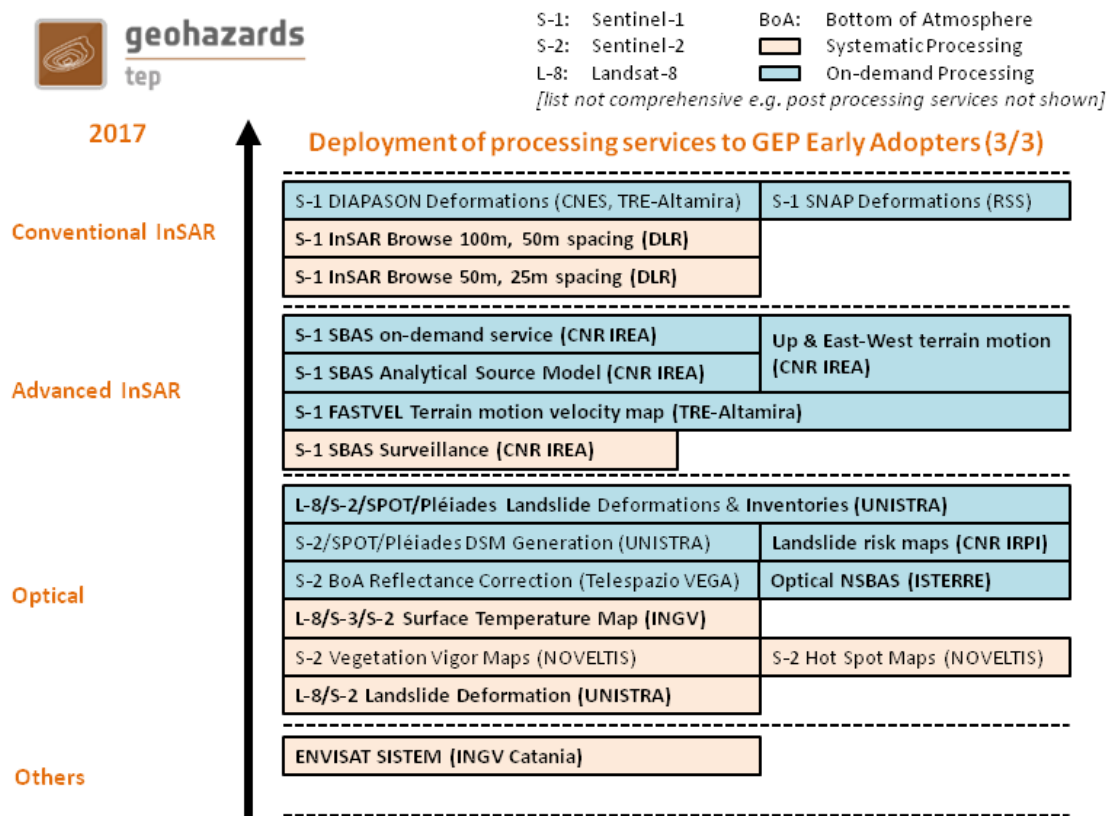 geohazards
tep
S-1: Sentinel-1 BoA: Bottom of Atmosphere
S-2: Sentinel-2 Systematic Processing
L-8: Landsat-8 On-demand Processing
[list not comprehensive e.g. post processing services not shown]
2017
Deployment of processing services to GEP Early Adopters (3/3)
Conventional InSAR
S-1 DIAPASON Deformations (CNES, TRE-Altamira) S-1 SNAP Deformations (RSS)
S-1 InSAR Browse 100m, 50m spacing (DLR)
S-1 InSAR Browse 50m, 25m spacing (DLR)
Advanced InSAR
S-1 SBAS on-demand service (CNR IREA)
S-1 SBAS Analytical Source Model (CNR IREA)
Up & East-West terrain motion
(CNR IREA)
S-1 FASTVEL Terrain motion velocity map (TRE-Altamira)
S-1 SBAS Surveillance (CNR IREA)
Optical
L-8/S-2/SPOT/Pléiades Landslide Deformations & Inventories (UNISTRA)
S-2/SPOT/Pléiades DSM Generation (UNISTRA) Landslide risk maps (CNR IRPI)
S-2 BoA Reflectance Correction (Telespazio VEGA) Optical NSBAS (ISTERRE)
L-8/S-3/S-2 Surface Temperature Map (INGV)
S-2 Vegetation Vigor Maps (NOVELTIS) S-2 Hot Spot Maps (NOVELTIS)
L-8/S-2 Landslide Deformation (UNISTRA)
Others
ENVISAT SISTEM (INGV Catania)